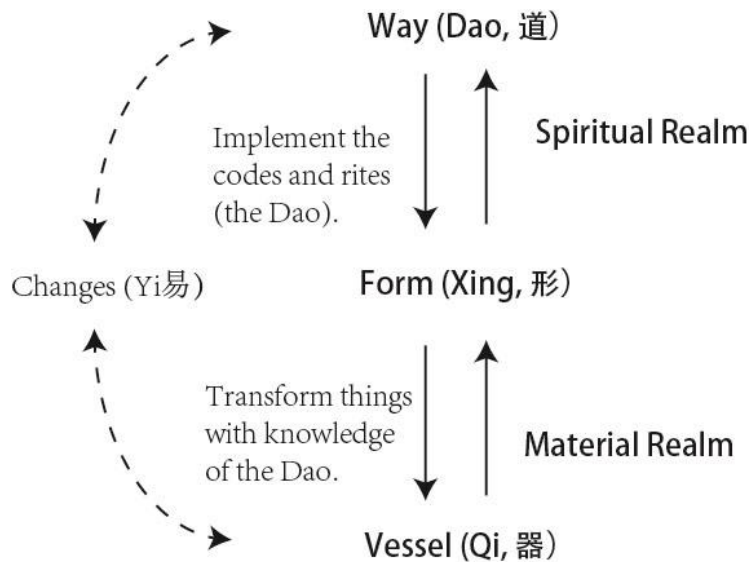 Way (Dao, 道)
Implement the
codes and rites
(the Dao).
Spiritual Realm
Changes (Yi易)
Form (Xing, 形)
Transform things
with knowledge
of the Dao.
Material Realm
Vessel (Qi, 器)